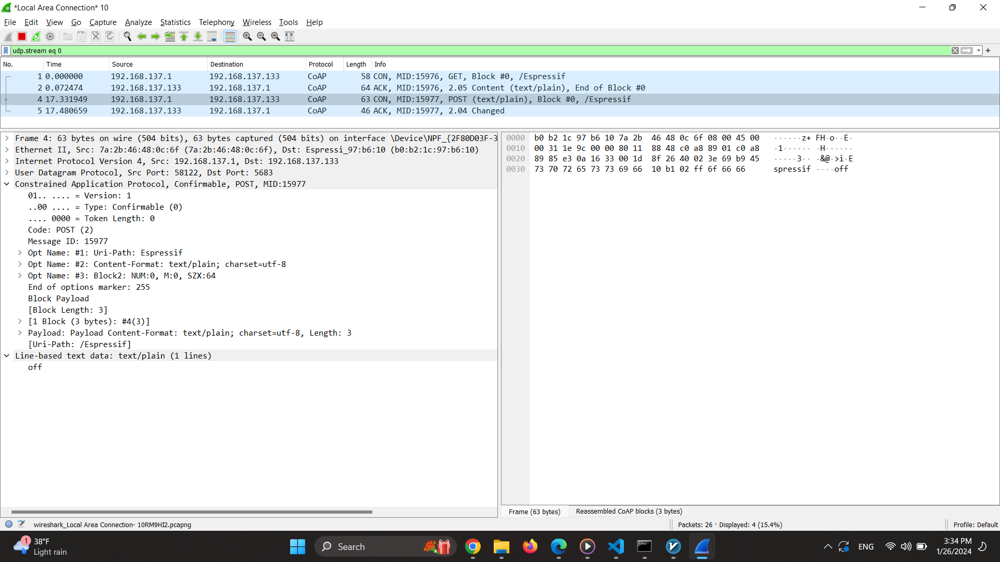 *Local Area Connection* 10
File Edit View Go Capture Analyze Statistics Telephony Wireless Tools Help
udp.stream eq 0
No. Time Source Destination Protocol Length Info
1 0.000000 192.168.137.1 192.168.137.133 CoAP 58 CON, MID:15976, GET, Block #0, /Espressif
2 0.072474 192.168.137.133 192.168.137.1 CoAP 64 ACK, MID:15976, 2.05 Content (text/plain), End of Block #0
4 17.331949 192.168.137.1 192.168.137.133 CoAP 63 CON, MID:15977, POST (text/plain), Block #0, /Espressif
5 17.480659 192.168.137.133 192.168.137.1 CoAP 46 ACK, MID:15977, 2.04 Changed
Frame 4: 63 bytes on wire (504 bits), 63 bytes captured (504 bits) on interface \Device\NPF_{2F80D03F-3
Ethernet II, Src: 7a:2b:46:48:0c:6f (7a:2b:46:48:0c:6f), Dst: Espressi_97:b6:10 (b0:b2:1c:97:b6:10)
Internet Protocol Version 4, Src: 192.168.137.1, Dst: 192.168.137.133
User Datagram Protocol, Src Port: 58122, Dst Port: 5683
Constrained Application Protocol, Confirmable, POST, MID:15977
01.. .... = Version: 1
..00 .... = Type: Confirmable (0)
.... 0000 = Token Length: 0
Code: POST (2)
Message ID: 15977
Opt Name: #1: Uri-Path: Espressif
Opt Name: #2: Content-Format: text/plain; charset=utf-8
Opt Name: #3: Block2: NUM:0, M:0, SZX:64
End of options marker: 255
Block Payload
[Block Length: 3]
[1 Block (3 bytes): #4(3)]
Payload: Payload Content-Format: text/plain; charset=utf-8, Length: 3
[Uri-Path: /Espressif]
Line-based text data: text/plain (1 lines)
off
0000 b0 b2 1c 97 b6 10 7a 2b 46 48 0c 6f 08 00 45 00 ······z+ FH·o··E·
0010 00 31 1e 9c 00 00 80 11 88 48 c0 a8 89 01 c0 a8 ·1······ ·H······
0020 89 85 e3 0a 16 33 00 1d 8f 26 40 02 3e 69 b9 45 ·····3·· ·&@·>i·E
0030 73 70 72 65 73 73 69 66 10 b1 02 ff 6f 66 66 spressif ····off
Frame (63 bytes) Reassembled CoAP blocks (3 bytes)
wireshark_Local Area Connection- 10RM9HI2.pcapng Packets: 26 · Displayed: 4 (15.4%) Profile: Default
1
38°F
Light rain
Search
ENG
3:34 PM
1/26/2024